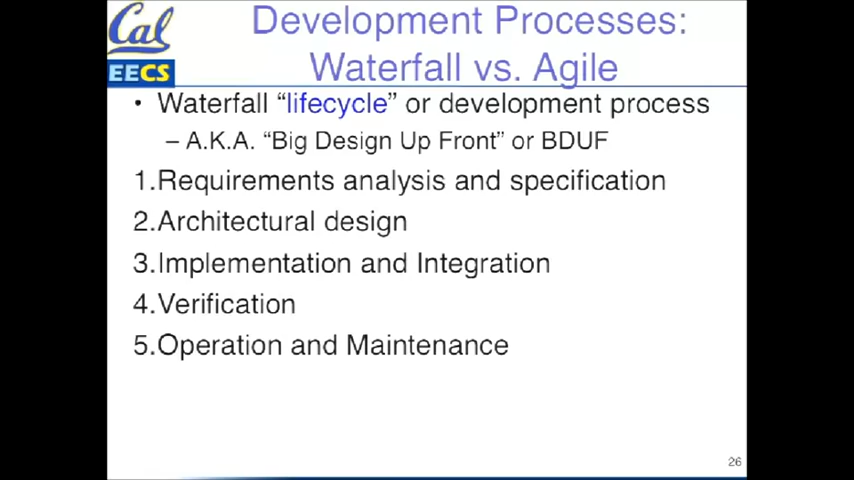 Cal
EECS
Development Processes:
Waterfall vs. Agile
• Waterfall “lifecycle” or development process
– A.K.A. “Big Design Up Front” or BDUF
1.Requirements analysis and specification
2.Architectural design
3.Implementation and Integration
4.Verification
5.Operation and Maintenance
26